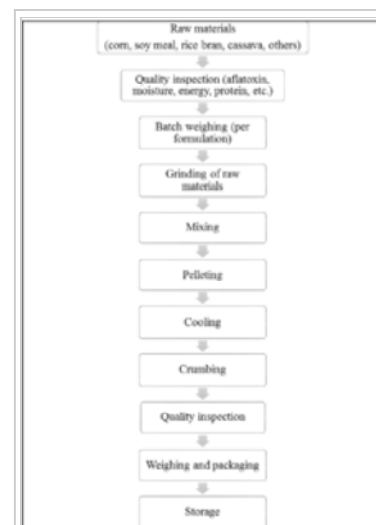 Raw materials
(corn, soy meal, rice bran, cassava, others)
Quality inspection (aflatoxin,
moisture, energy, protein, etc.)
Batch weighing (per
formulation)
Grinding of raw
materials
Mixing
Pelleting
Cooling
Crumbing
Quality inspection
Weighing and packaging
Storage